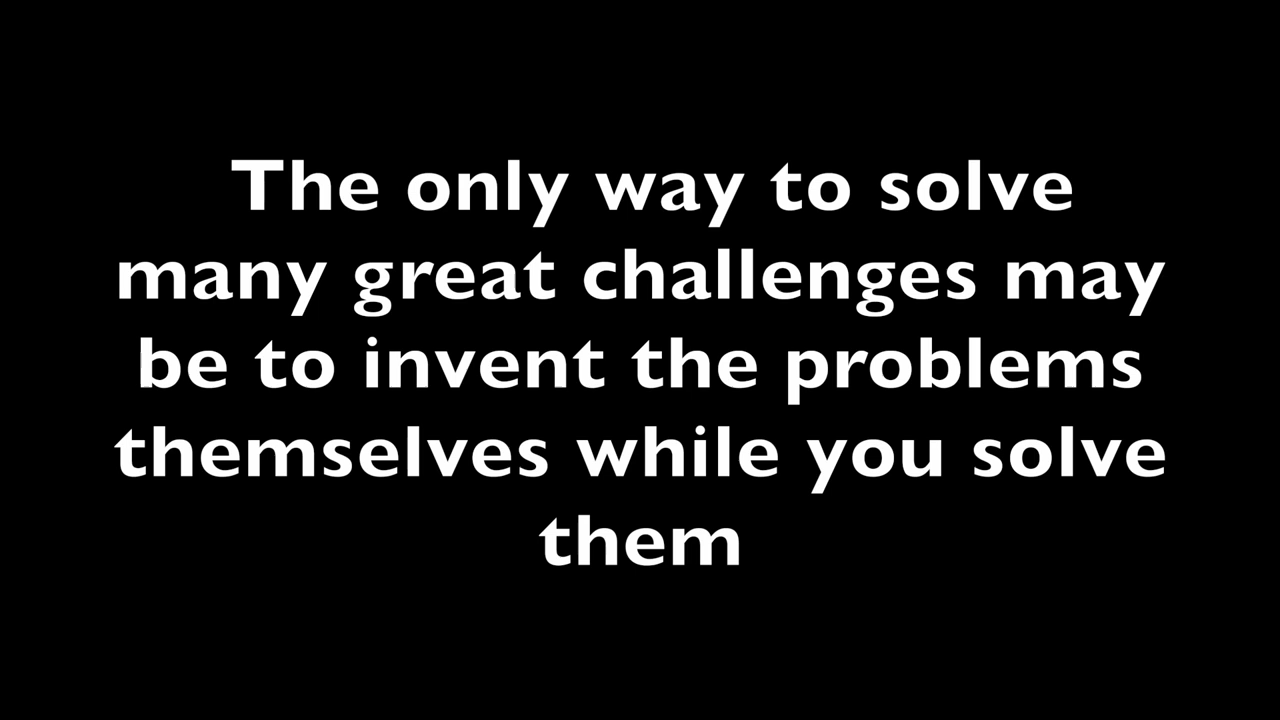 The only way to solve
many great challenges may
be to invent the problems
themselves while you solve
them